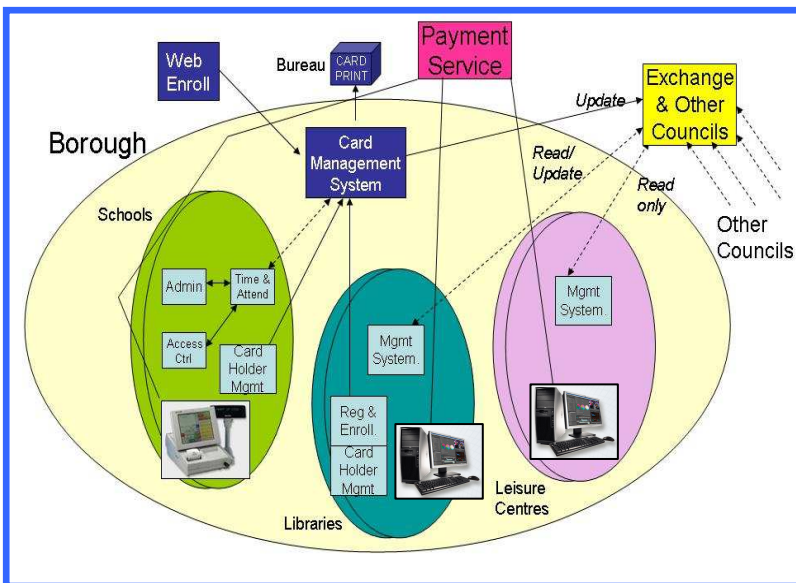 Web
Enroll
Bureau
CARD
PRINT
Payment
Service
Exchange
& Other
Councils
Update
Borough
Card
Management
System
Read/
Update
Read
only
Other
Councils
Schools
Admin
Time &
Attend
Access
Ctrl
Card
Holder
Mgmt
Mgmt
System.
Mgmt
System.
Reg &
Enroll.
Card
Holder
Mgmt
Libraries
Leisure
Centres